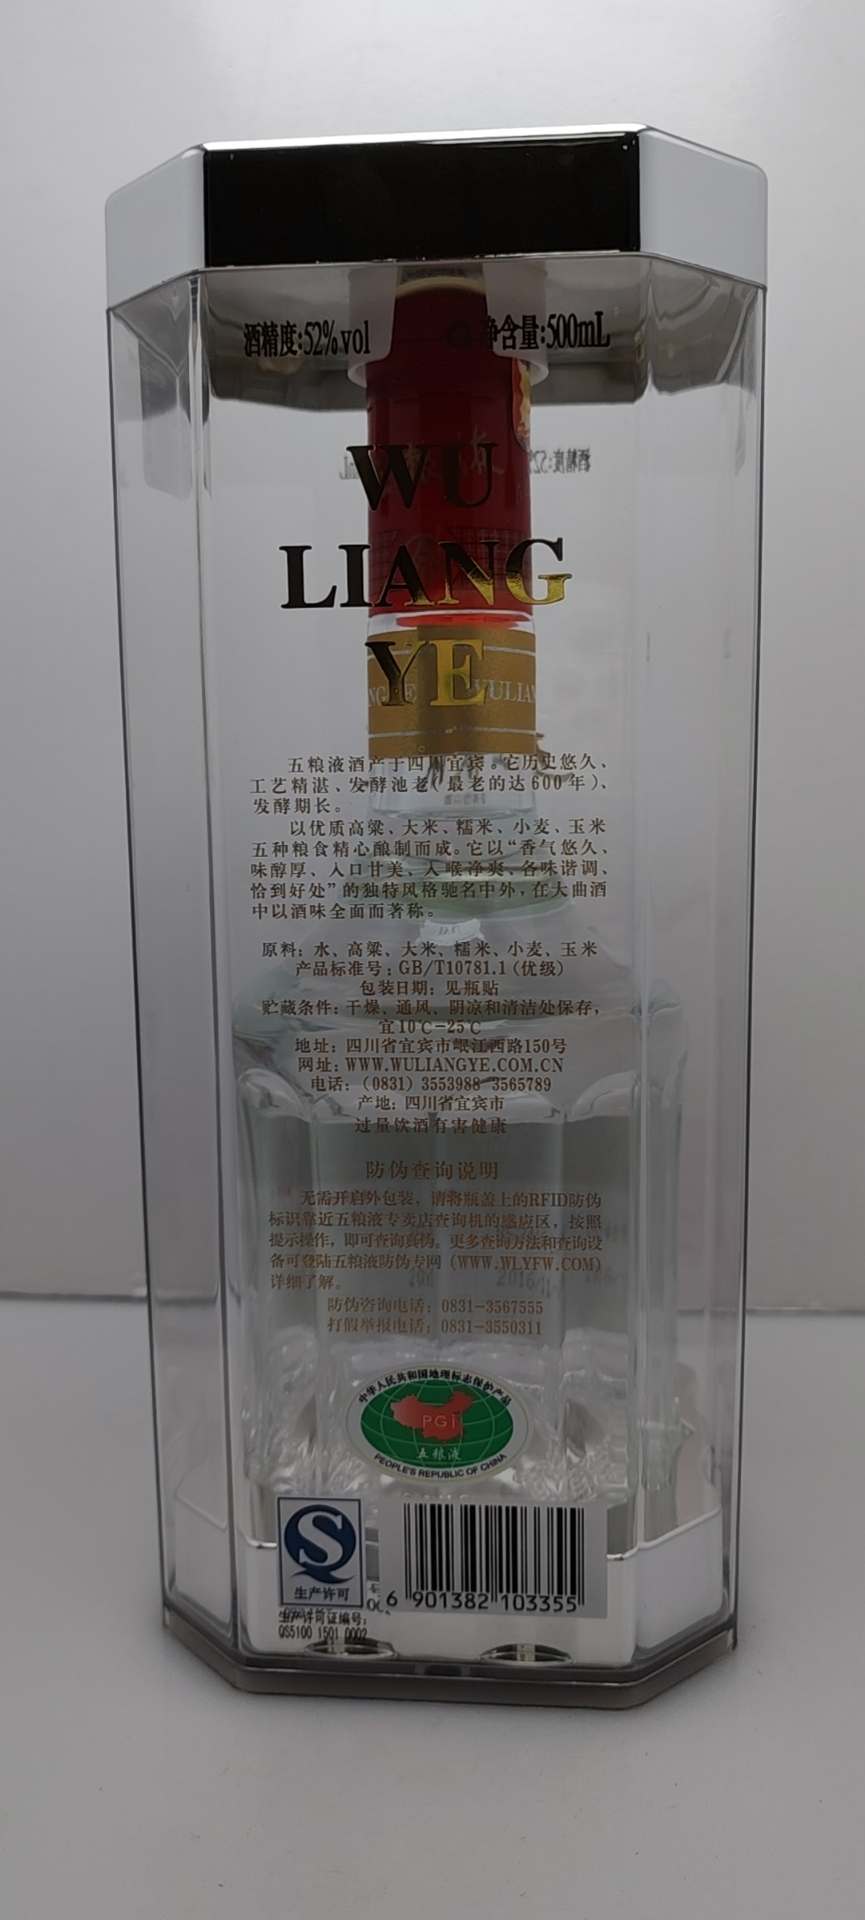 酒精度:52%vol 净含量:500mL
WU
LIANG
YE
五粮液酒产于四川宜宾。它历史悠久、
工艺精湛、发酵池老(最老的达600年)、
发酵期长。
以优质高粱、大米、糯米、小麦、玉米
五种粮食精心酿制而成。它以“香气悠久、
味醇厚、入口甘美、入喉净爽、各味谐调、
恰到好处”的独特风格驰名中外,在大曲酒
中以酒味全面而著称。
原料:水、高粱、大米、糯米、小麦、玉米
产品标准号:GB/T10781.1(优级)
包装日期:见瓶贴
贮藏条件:干燥、通风、阴凉和清洁处保存,
宜10℃-25℃
地址:四川省宜宾市岷江西路150号
网址:WWW.WULIANGYE.COM.CN
电话:(0831) 3553988 3565789
产地:四川省宜宾市
过量饮酒有害健康
防伪查询说明
无需开启外包装,请将瓶盖上的RFID防伪
标识靠近五粮液专卖店查询机的感应区,按照
提示操作,即可查询真伪。更多查询方法和查询设
备可登陆五粮液防伪专网(WWW.WLYFW.COM)
详细了解。
防伪咨询电话:0831-3567555
打假举报电话:0831-3550311
中华人民共和国地理标志保护产品
PGI
五粮液
PEOPLE'S REPUBLIC OF CHINA
生产许可
6 901382 103355
生产许可证编号:
QS5100 1501 0002